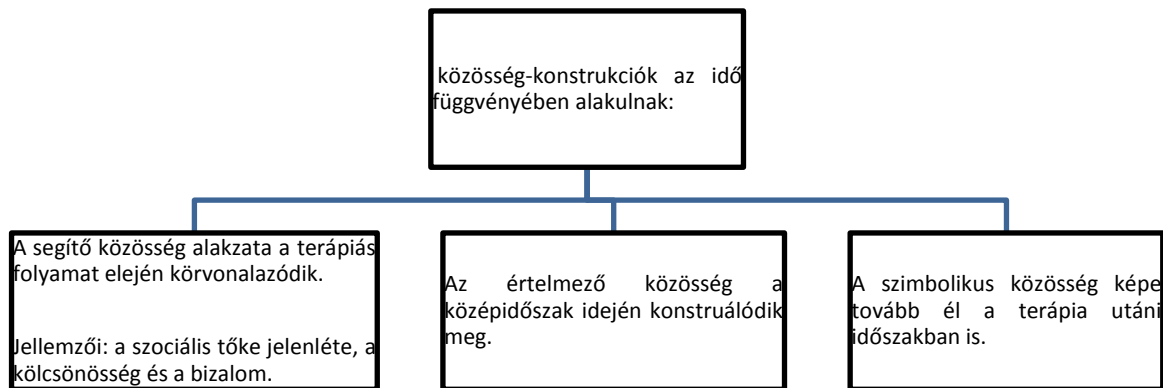 közösség-konstrukciók az idő
függvényében alakulnak:
A segítő közösség alakzata a terápiás
folyamat elején körvonalazódik.
Jellemzői: a szociális tőke jelenléte, a
kölcsönösség és a bizalom.
Az értelmező közösség a
középidőszak idején konstruálódik
meg.
A szimbolikus közösség képe
tovább él a terápia utáni
időszakban is.